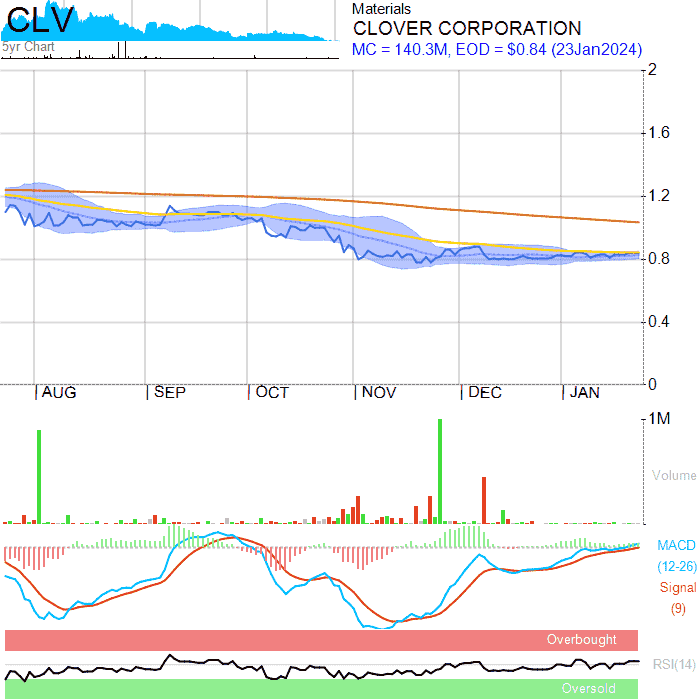 CLV
5yr Chart
Materials
CLOVER CORPORATION
MC = 140.3M, EOD = $0.84 (23Jan2024)
2
1.6
1.2
0.8
0.4
0
AUG SEP OCT NOV DEC JAN
1M
Volume
MACD
(12-26)
Signal
(9)
Overbought
RSI(14)
Oversold